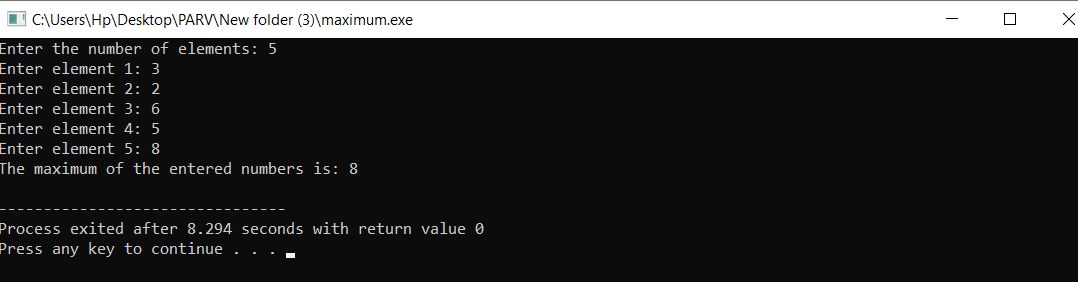 C:\Users\Hp\Desktop\PARV\New folder (3)\maximum.exe
Enter the number of elements: 5
Enter element 1: 3
Enter element 2: 2
Enter element 3: 6
Enter element 4: 5
Enter element 5: 8
The maximum of the entered numbers is: 8
--------------------------------
Process exited after 8.294 seconds with return value 0
Press any key to continue . . .